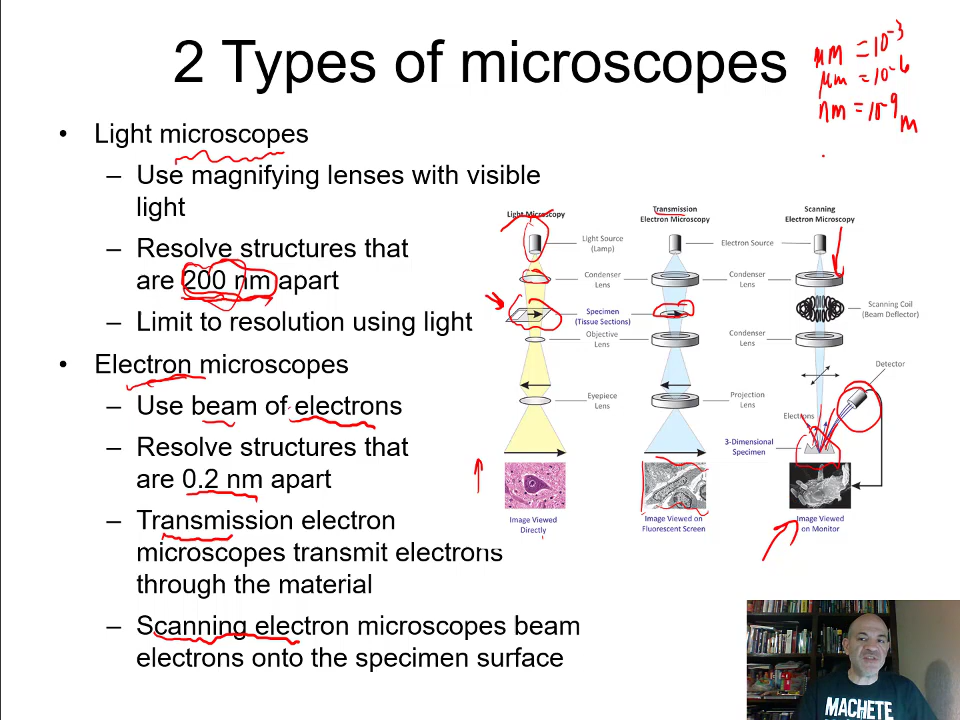 2 Types of microscopes
mm = 10-3
μm = 10-6
nm = 10-9 m
• Light microscopes
– Use magnifying lenses with visible
light
– Resolve structures that
are 200 nm apart
– Limit to resolution using light
• Electron microscopes
– Use beam of electrons
– Resolve structures that
are 0.2 nm apart
– Transmission electron
microscopes transmit electrons
through the material
– Scanning electron microscopes beam
electrons onto the specimen surface
Light Microscopy
Transmission
Electron Microscopy
Scanning
Electron Microscopy
Light Source
(Lamp)
Electron Source
Condenser
Lens
Condenser
Lens
Specimen
(Tissue Sections)
Scanning Coil
(Beam Deflector)
Objective
Lens
Condenser
Lens
Detector
Eyepiece
Lens
Projection
Lens
Electrons
3-Dimensional
Specimen
Image Viewed
Directly
Image Viewed on
Fluorescent Screen
Image Viewed
on Monitor
MACHETE